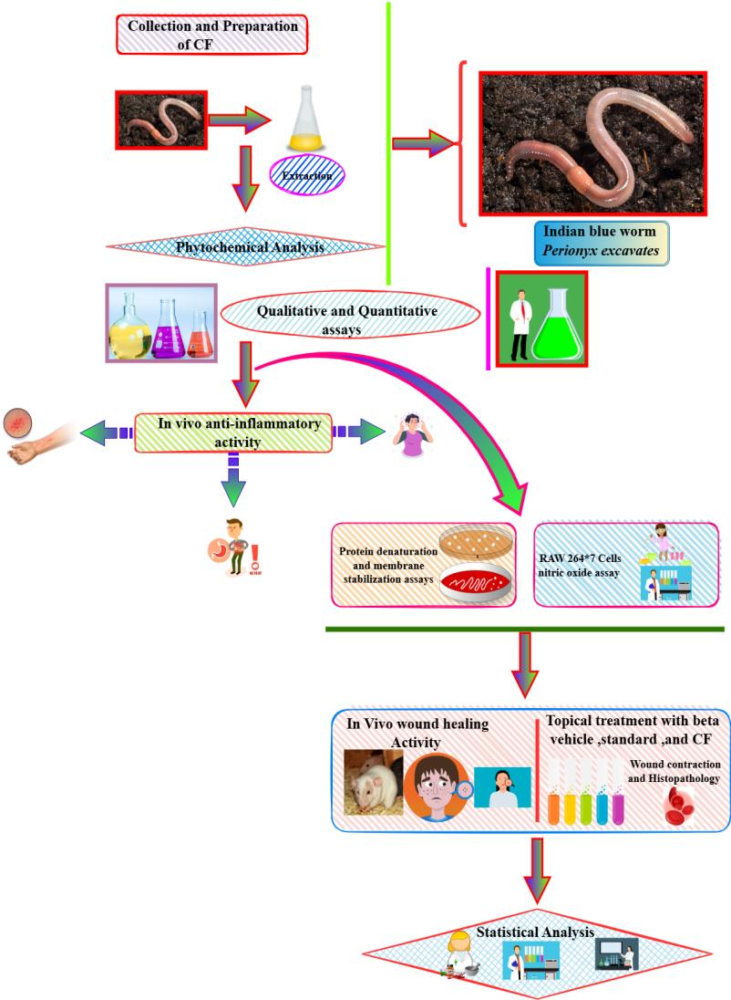 Collection and Preparation
of CF
Extraction
Phytochemical Analysis
Indian blue worm
Perionyx excavates
Qualitative and Quantitative
assays
In vivo anti-inflammatory
activity
Protein denaturation
and membrane
stabilization assays
RAW 264*7 Cells
nitric oxide assay
In Vivo wound healing
Activity
Topical treatment with beta
vehicle ,standard ,and CF
Wound contraction
and Histopathology
Statistical Analysis